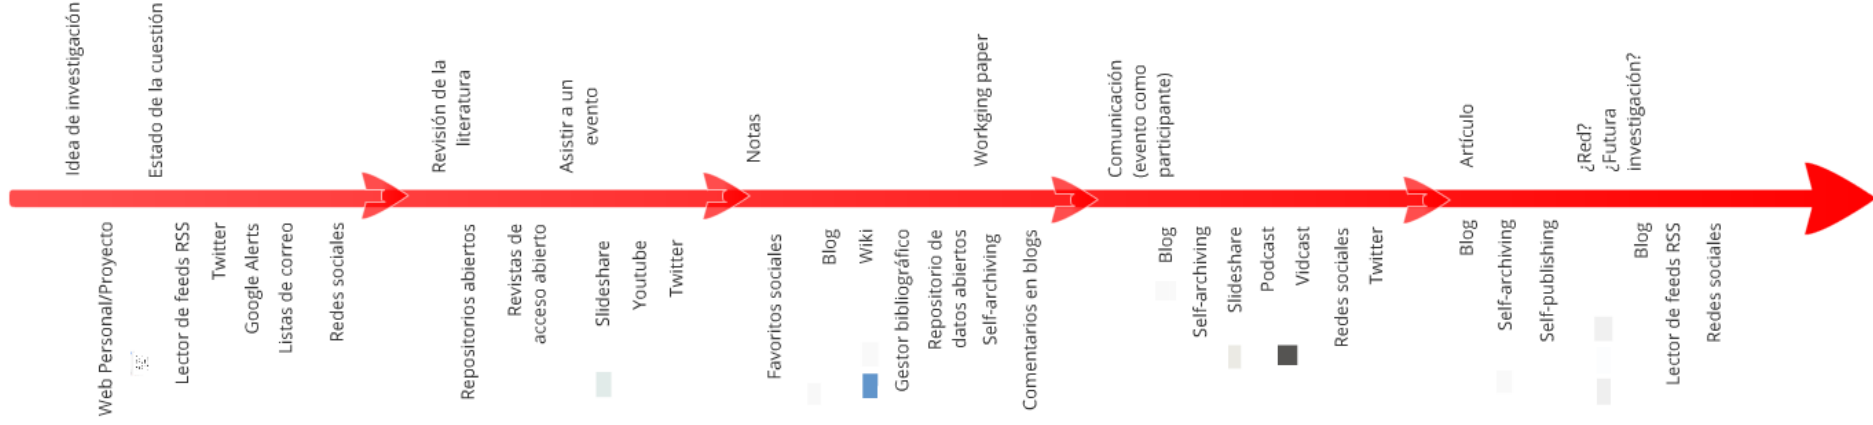 Idea de investigación
Estado de la cuestión
Revisión de la
literatura
Asistir a un
evento
Notas
Workging paper
Comunicación
(evento como
participante)
Artículo
¿Red?
¿Futura
investigación?
Web Personal/Proyecto
Lector de feeds RSS
Twitter
Google Alerts
Listas de correo
Redes sociales
Repositorios abiertos
Revistas de
acceso abierto
Slideshare
Youtube
Twitter
Favoritos sociales
Blog
Wiki
Gestor bibliográfico
Repositorio de
datos abiertos
Self-archiving
Comentarios en blogs
Blog
Self-archiving
Slideshare
Podcast
Vidcast
Redes sociales
Twitter
Blog
Self-archiving
Self-publishing
Blog
Lector de feeds RSS
Redes sociales